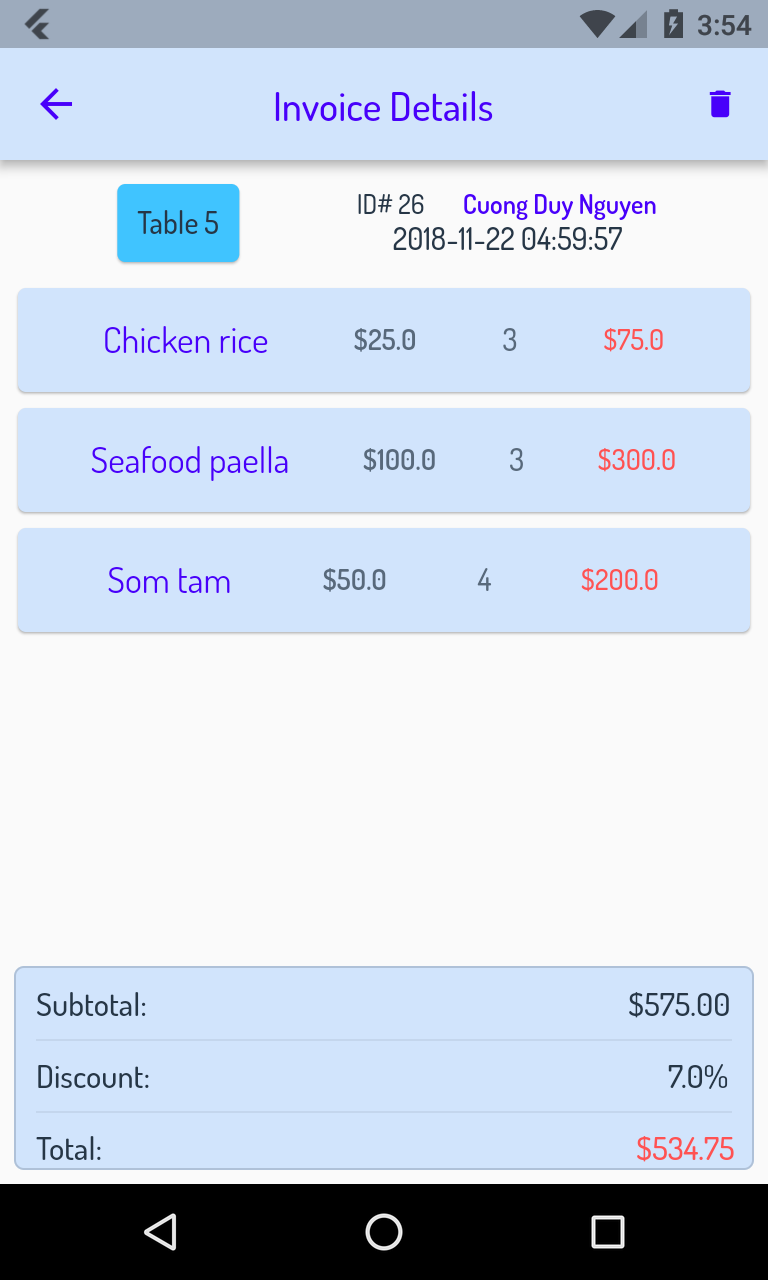 3:54
Invoice Details
Table 5
ID# 26 Cuong Duy Nguyen
2018-11-22 04:59:57
Chicken rice $25.0 3 $75.0
Seafood paella $100.0 3 $300.0
Som tam $50.0 4 $200.0
Subtotal: $575.00
Discount: 7.0%
Total: $534.75